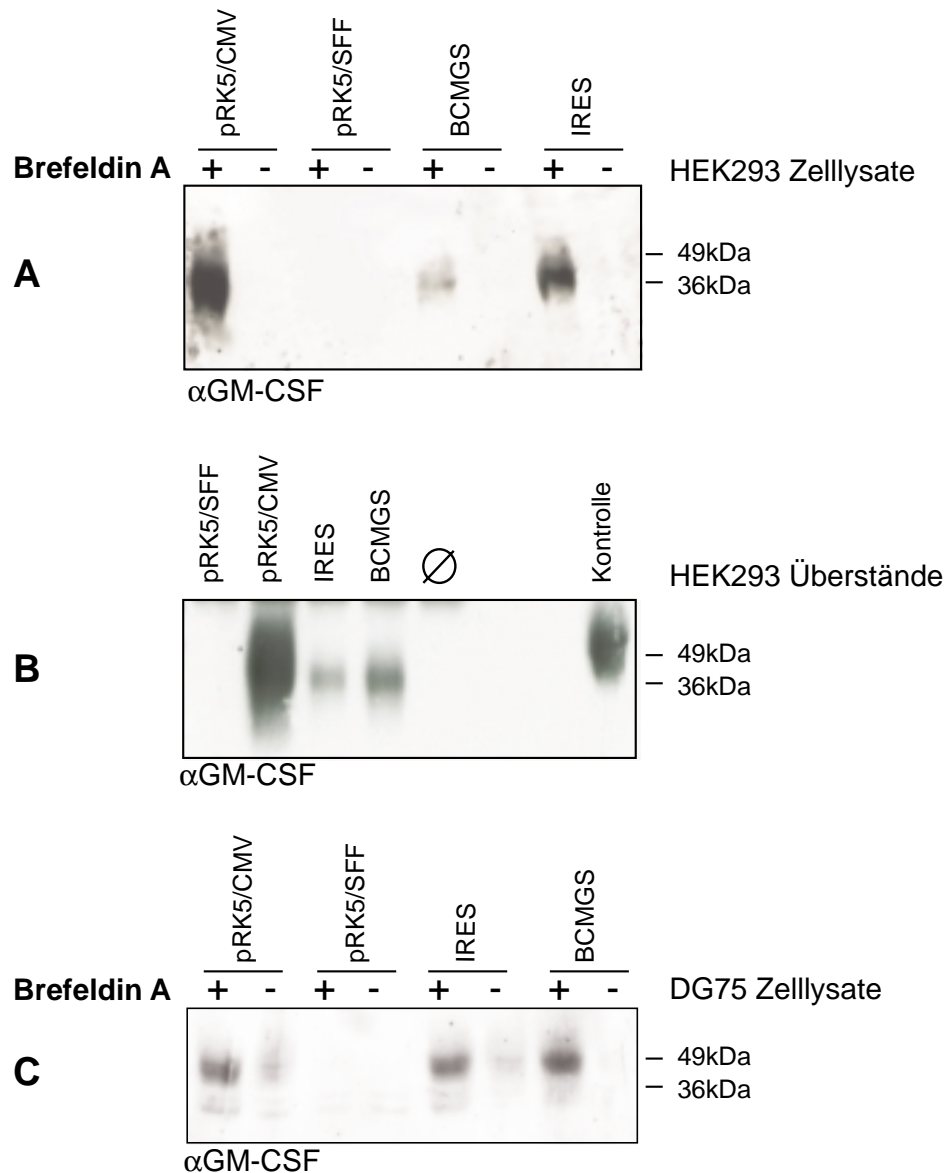 pRK5/CMV pRK5/SFF BCMGS IRES
Brefeldin A + - + - + - + - HEK293 Zelllysate
A
49kDa
36kDa
αGM-CSF
pRK5/SFF pRK5/CMV IRES BCMGS ∅ Kontrolle
HEK293 Überstände
B
49kDa
36kDa
αGM-CSF
pRK5/CMV pRK5/SFF IRES BCMGS
Brefeldin A + - + - + - + - DG75 Zelllysate
C
49kDa
36kDa
αGM-CSF